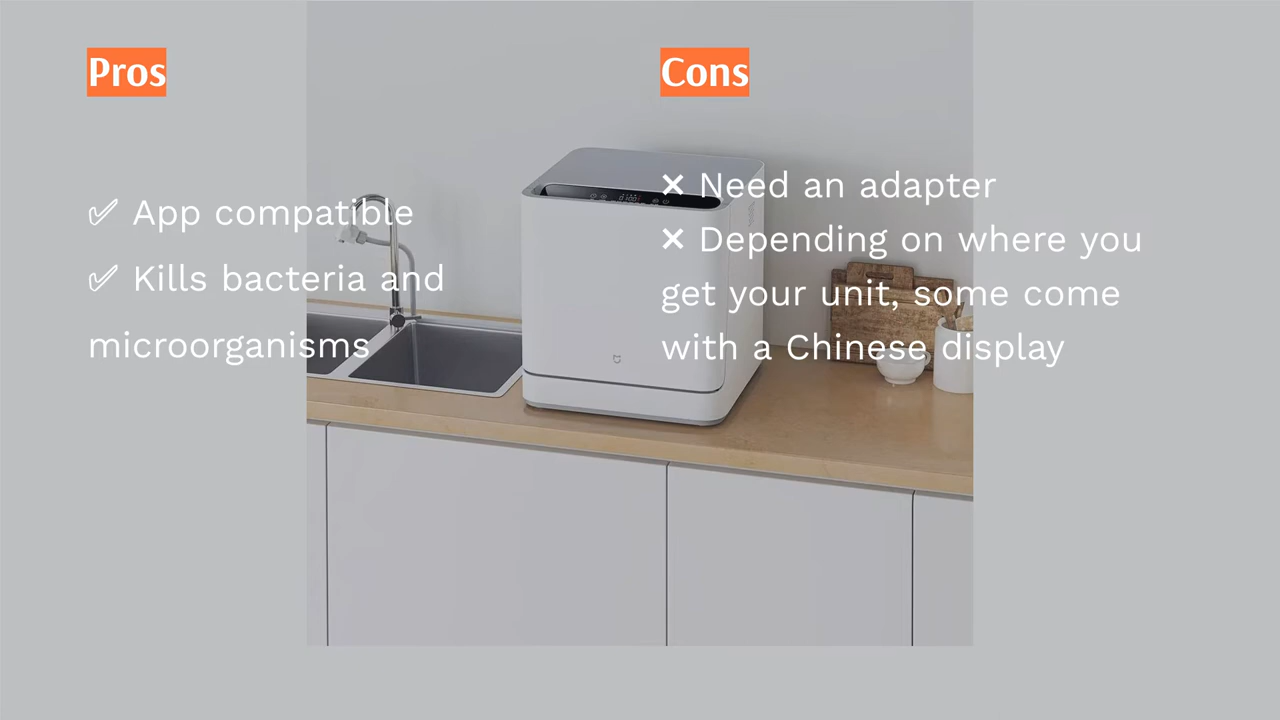 Pros
✅ App compatible
✅ Kills bacteria and
microorganisms
Cons
❌ Need an adapter
❌ Depending on where you
get your unit, some come
with a Chinese display